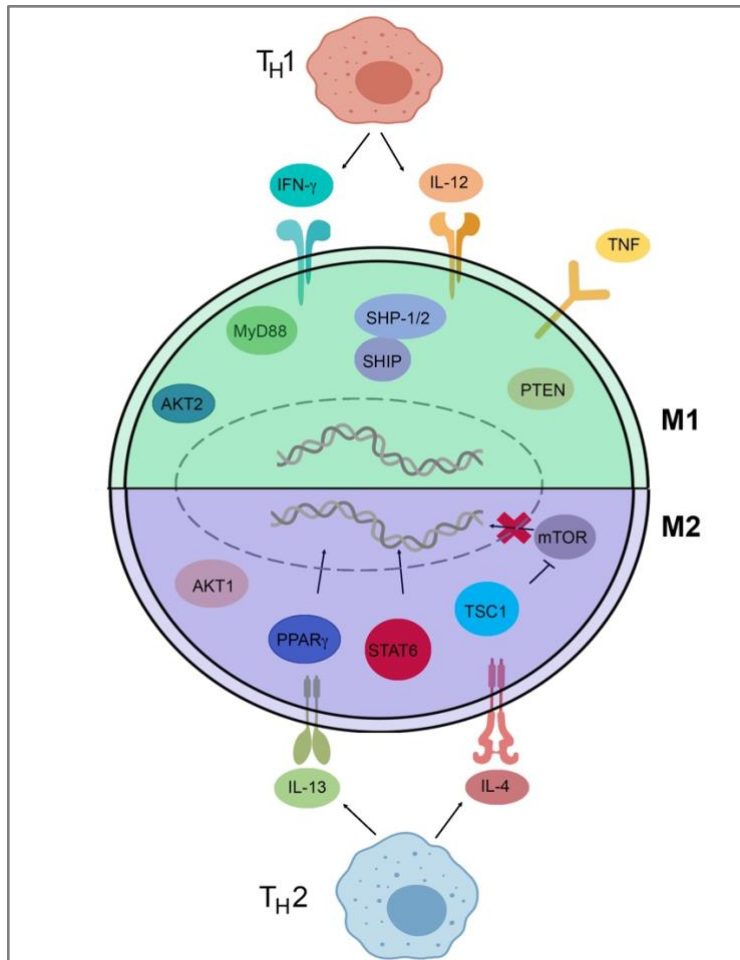 TH1
IFN-γ
IL-12
TNF
MyD88
SHP-1/2
SHIP
AKT2
PTEN
M1
M2
mTOR
AKT1
TSC1
PPARγ
STAT6
IL-13
IL-4
TH2